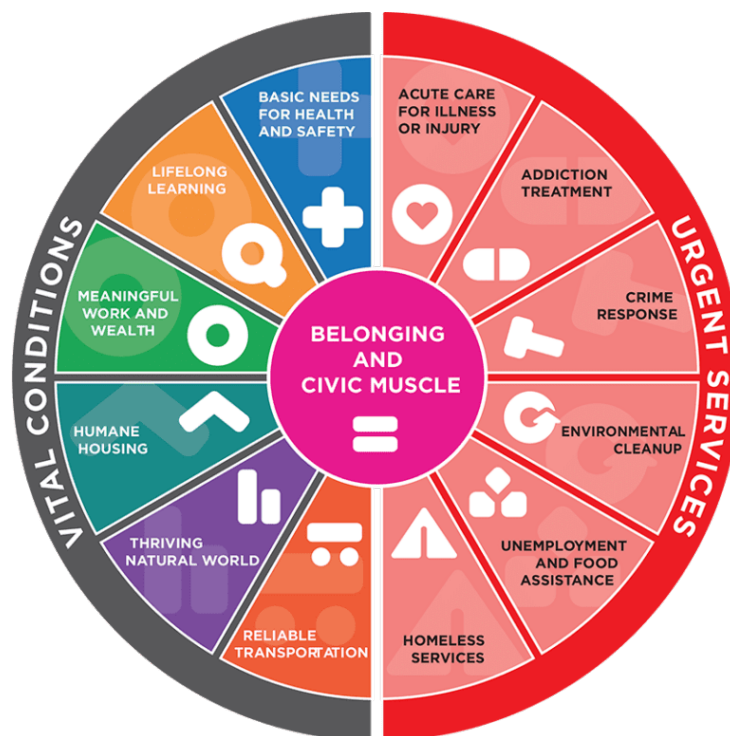 BASIC NEEDS
FOR HEALTH
AND SAFETY
ACUTE CARE
FOR ILLNESS
OR INJURY
LIFELONG
LEARNING
ADDICTION
TREATMENT
MEANINGFUL
WORK AND
WEALTH
CRIME
RESPONSE
VITAL CONDITIONS
BELONGING
AND
CIVIC MUSCLE
URGENT SERVICES
HUMANE
HOUSING
ENVIRONMENTAL
CLEANUP
THRIVING
NATURAL WORLD
UNEMPLOYMENT
AND FOOD
ASSISTANCE
RELIABLE
TRANSPORTATION
HOMELESS
SERVICES